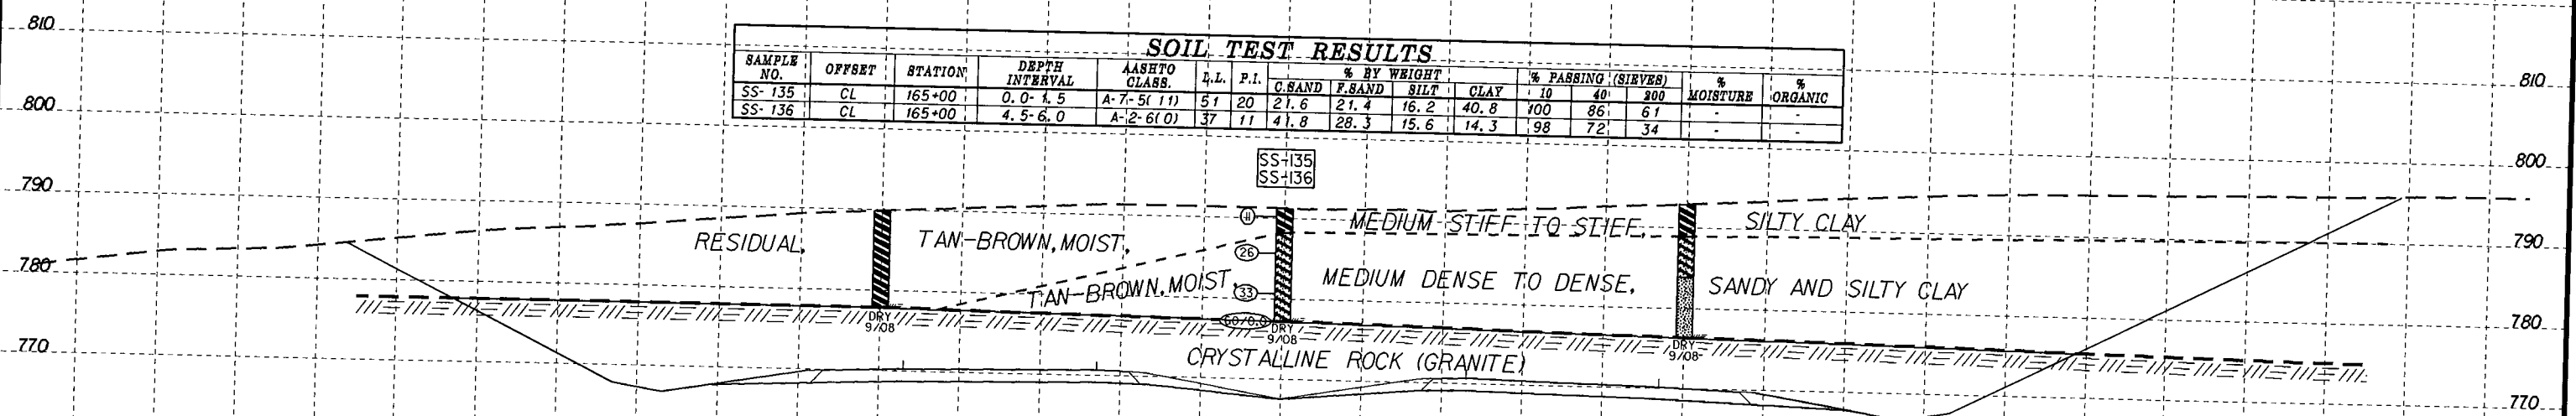 810
SOIL TEST RESULTS
SAMPLE NO. OFFSET STATION DEPTH INTERVAL AASHTO CLASS. L.L. P.I. % BY WEIGHT % PASSING (SIEVES) % MOISTURE % ORGANIC
C.SAND F.SAND SILT CLAY 10 40 200
SS-135 CL 165+00 0.0-1.5 A-7-5(11) 51 20 21.6 21.4 16.2 40.8 100 86 61 - -
SS-136 CL 165+00 4.5-6.0 A-2-6(0) 37 11 41.8 28.3 15.6 14.3 98 72 34 - -
810
800
800
SS-135
SS-136
790
790
11
MEDIUM STIFF TO STIFF, SILTY CLAY
RESIDUAL, TAN-BROWN, MOIST,
26
780
780
TAN-BROWN, MOIST, MEDIUM DENSE TO DENSE, SANDY AND SILTY CLAY
33
60/0.0
DRY
9/08
DRY
9/08
DRY
9/08
770
770
CRYSTALLINE ROCK (GRANITE)